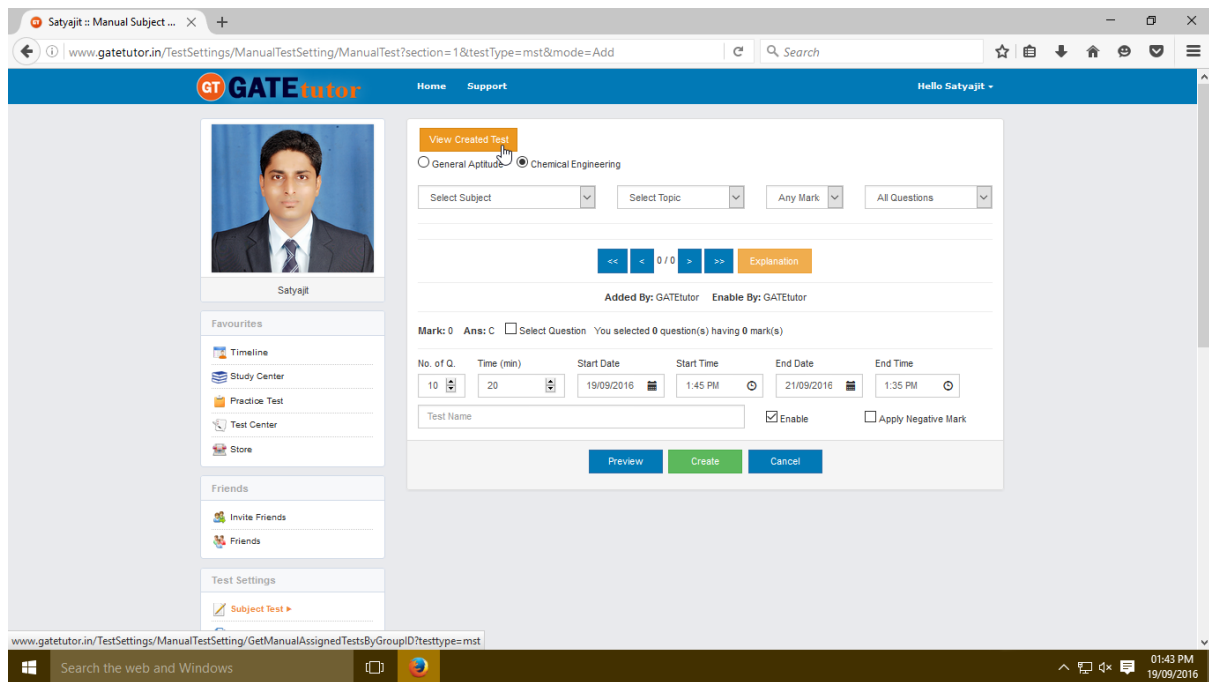 Satyajit :: Manual Subject ...
www.gatetutor.in/TestSettings/ManualTestSetting/ManualTest?section=1&testType=mst&mode=Add
Search
GT GATEtutor
Home Support
Hello Satyajit
Satyajit
Favourites
Timeline
Study Center
Practice Test
Test Center
Store
Friends
Invite Friends
Friends
Test Settings
Subject Test
View Created Test
General Aptitude Chemical Engineering
Select Subject Select Topic Any Mark All Questions
<< < 0 / 0 > >> Explanation
Added By: GATEtutor Enable By: GATEtutor
Mark: 0 Ans: C Select Question You selected 0 question(s) having 0 mark(s)
No. of Q. Time (min) Start Date Start Time End Date End Time
10 20 19/09/2016 1:45 PM 21/09/2016 1:35 PM
Test Name Enable Apply Negative Mark
Preview Create Cancel
www.gatetutor.in/TestSettings/ManualTestSetting/GetManualAssignedTestsByGroupID?testtype=mst
Search the web and Windows
01:43 PM
19/09/2016